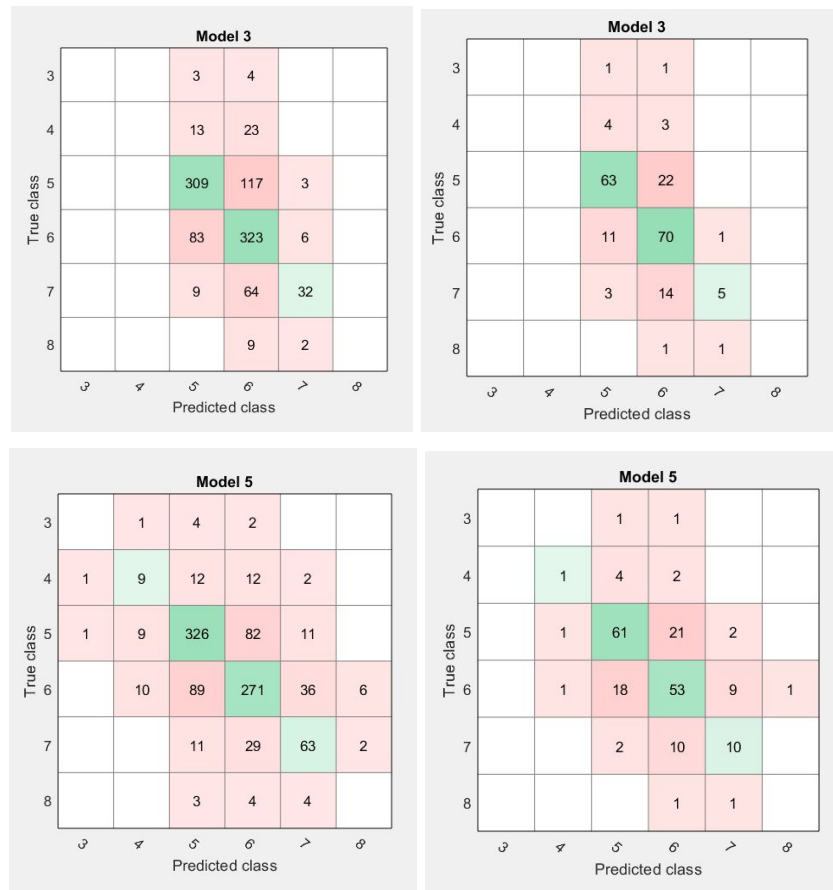 Model 3
3 3 4
4 13 23
5 309 117 3
6 83 323 6
7 9 64 32
8 9 2
3 4 5 6 7 8
Predicted class
True class
Model 3
3 1 1
4 4 3
5 63 22
6 11 70 1
7 3 14 5
8 1 1
3 4 5 6 7 8
Predicted class
True class
Model 5
3 1 4 2
4 1 9 12 12 2
5 1 9 326 82 11
6 10 89 271 36 6
7 11 29 63 2
8 3 4 4
3 4 5 6 7 8
Predicted class
True class
Model 5
3 1 1
4 1 4 2
5 1 61 21 2
6 1 18 53 9 1
7 2 10 10
8 1 1
3 4 5 6 7 8
Predicted class
True class